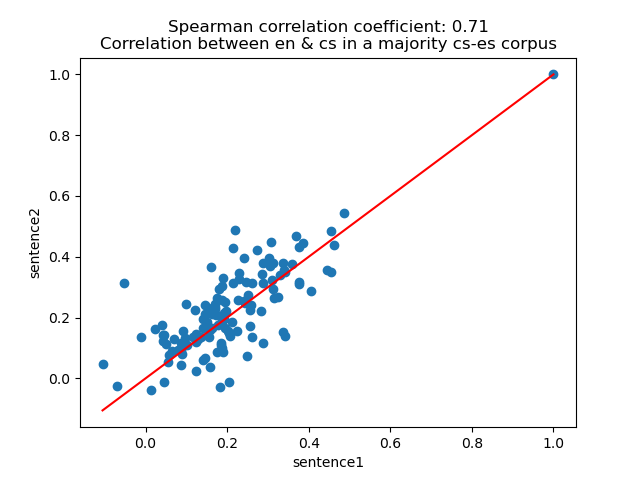 Spearman correlation coefficient: 0.71
Correlation between en & cs in a majority cs-es corpus
1.0
0.8
0.6
0.4
0.2
0.0
sentence2
0.0 0.2 0.4 0.6 0.8 1.0
sentence1